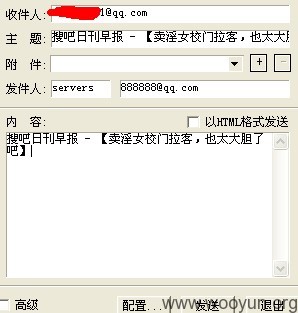 收件人: 1@qq.com
主 题: 搜吧日刊早报 - 【卖淫女校门拉客,也太大胆
附 件: + -
发件人: servers 888888@qq.com
内 容: 以HTML格式发送
搜吧日刊早报 - 【卖淫女校门拉客,也太大胆了
吧】
高级 配置... 发送 退出
www.wooyun.org